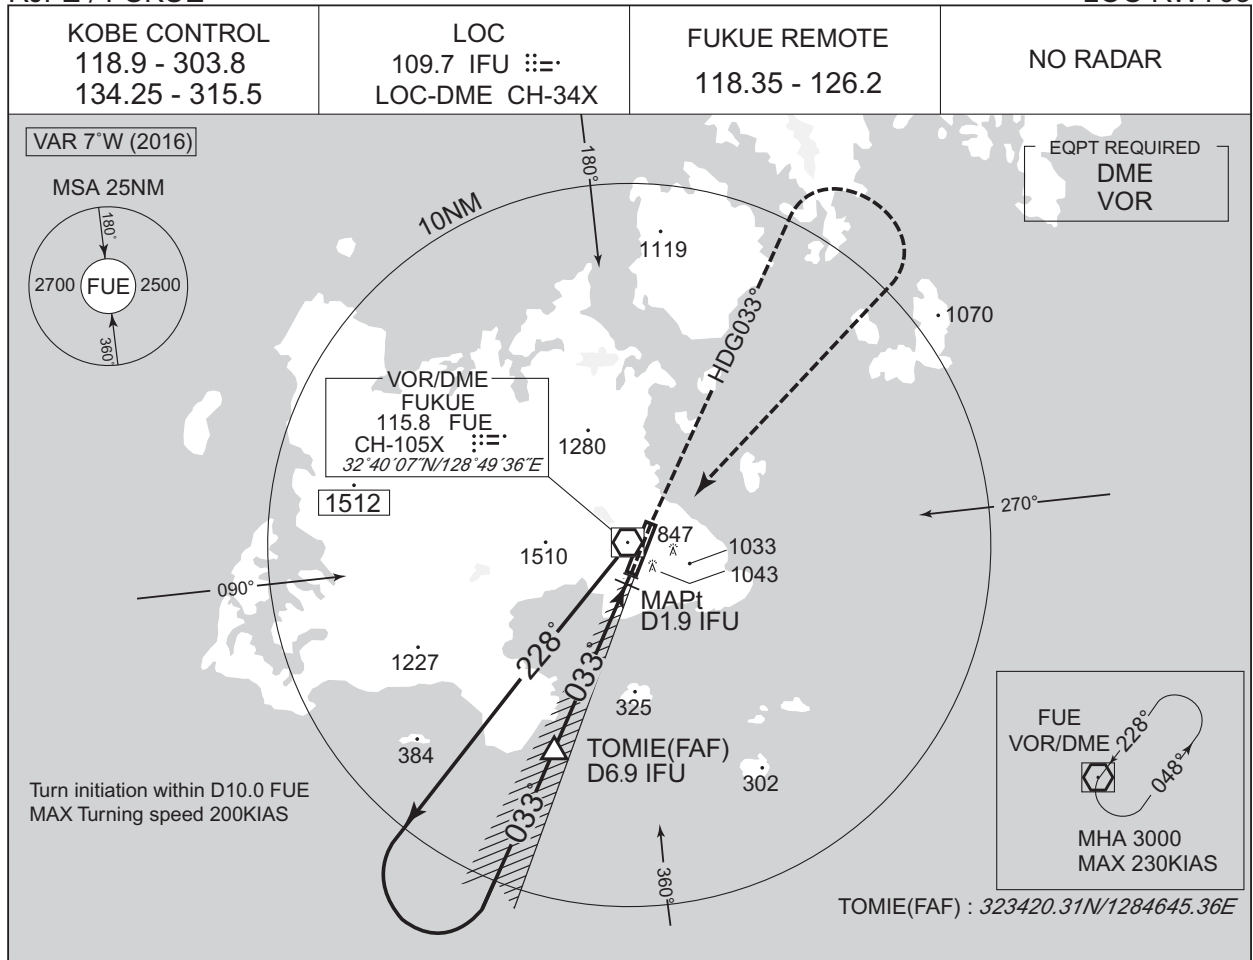 KOBE CONTROL
118.9 - 303.8
134.25 - 315.5
LOC
109.7 IFU
LOC-DME CH-34X
FUKUE REMOTE
118.35 - 126.2
NO RADAR
VAR 7°W (2016)
MSA 25NM
180°
2700
FUE
2500
360°
EQPT REQUIRED
DME
VOR
180°
10NM
1119
HDG033°
1070
VOR/DME
FUKUE
115.8 FUE
CH-105X
32°40´07˝N/128°49´36˝E
1280
1512
270°
1510
847
1033
1043
090°
MAPt
D1.9 IFU
228°
033°
1227
325
384
TOMIE(FAF)
D6.9 IFU
302
033°
360°
Turn initiation within D10.0 FUE
MAX Turning speed 200KIAS
FUE
VOR/DME
228°
048°
MHA 3000
MAX 230KIAS
TOMIE(FAF) : 323420.31N/1284645.36E